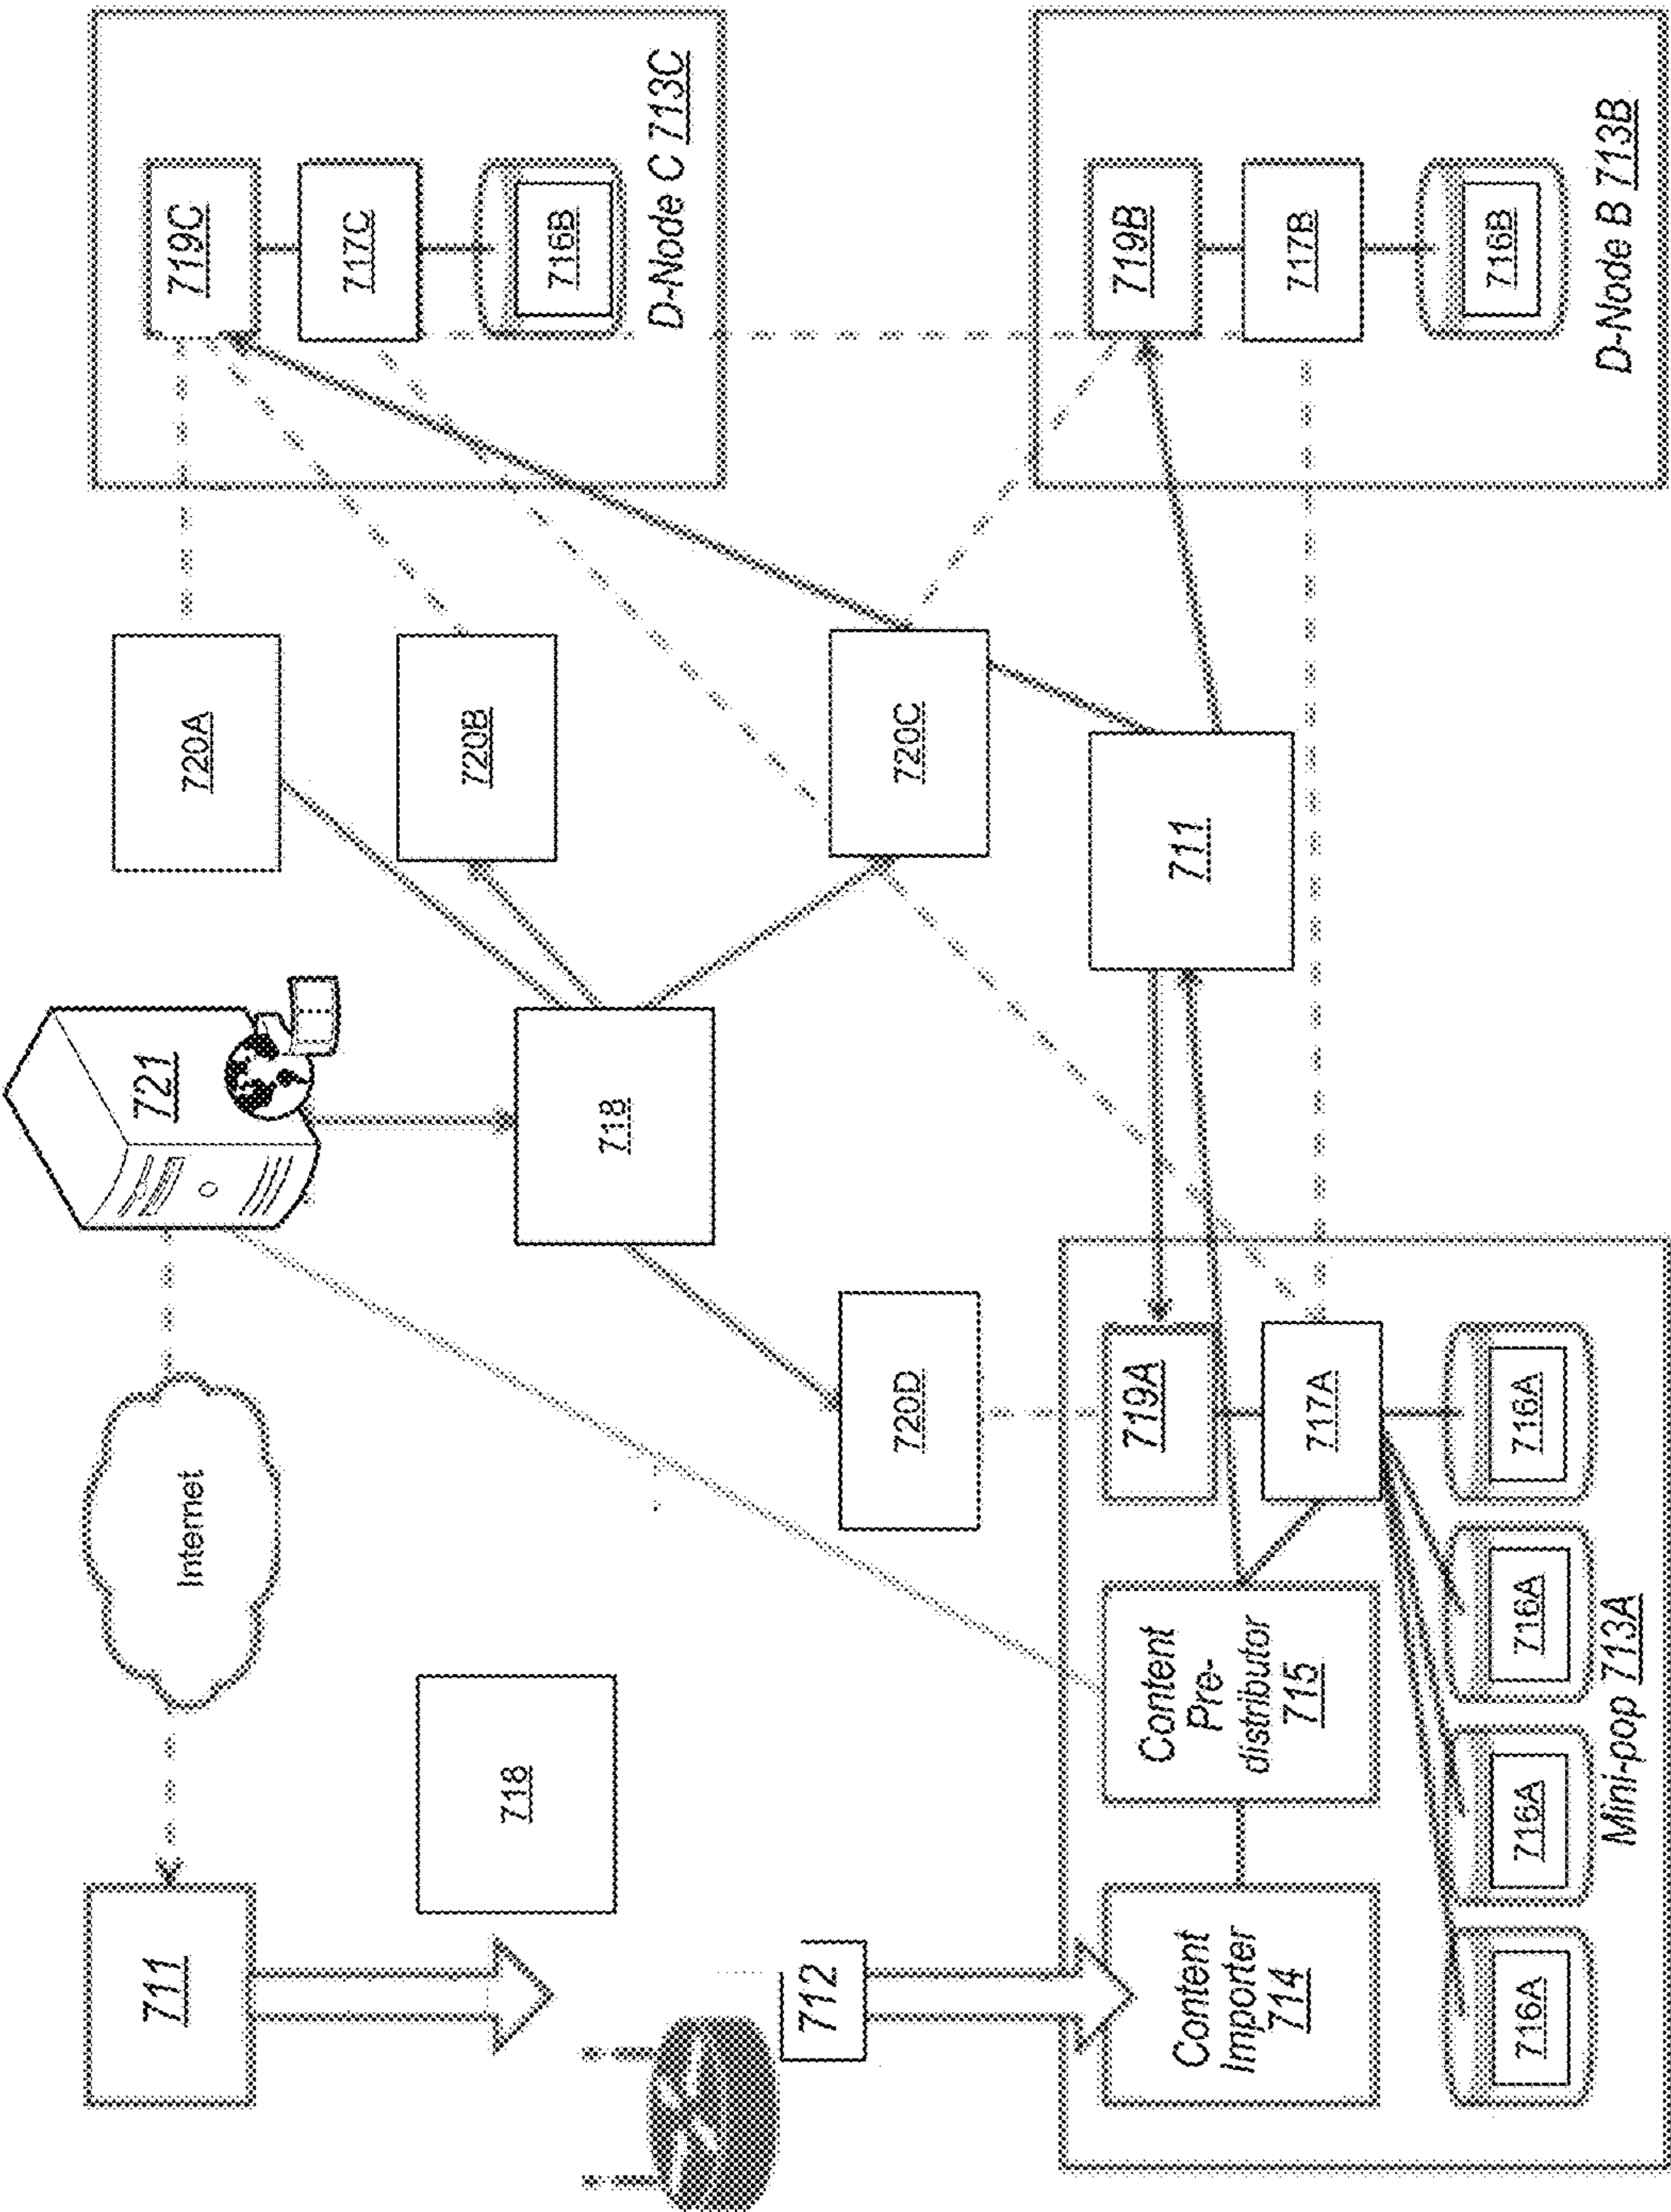 711
Internet
721
720A
719C
717C
720B
718
716B
718
D-Node C 713C
712
720D
720C
Content
Importer
714
Content
Pre-
distributor
715
719A
711
719B
717A
717B
716A
716A
716A
716A
716B
Mini-pop 713A
D-Node B 713B